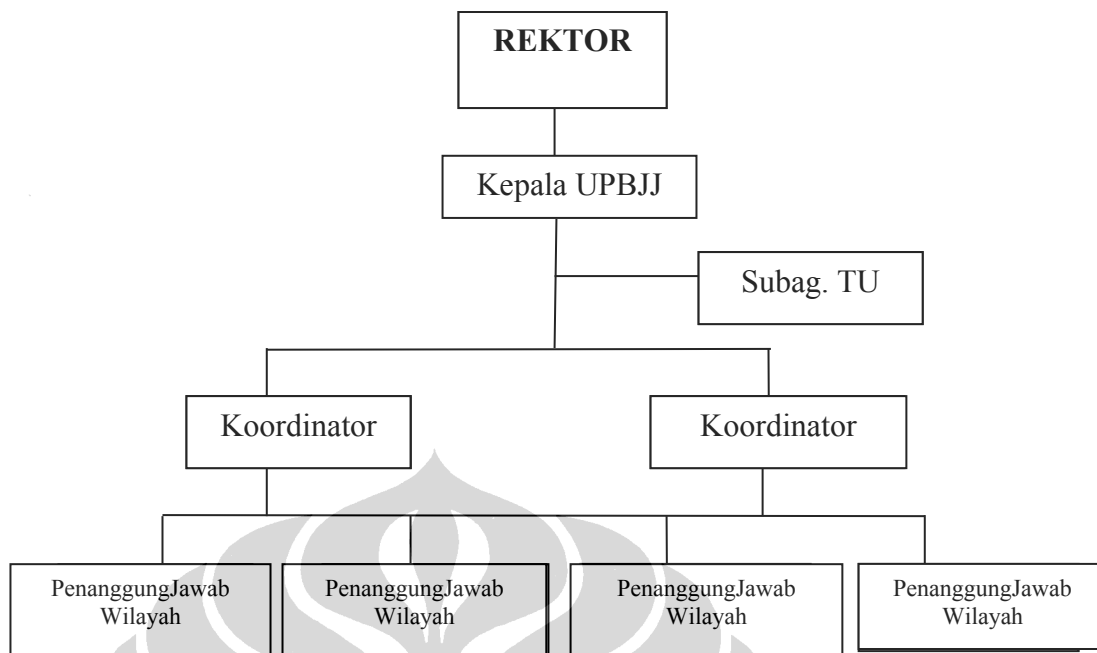 REKTOR
Kepala UPBJJ
Subag. TU
Koordinator
Koordinator
PenanggungJawab
Wilayah
PenanggungJawab
Wilayah
PenanggungJawab
Wilayah
PenanggungJawab
Wilayah